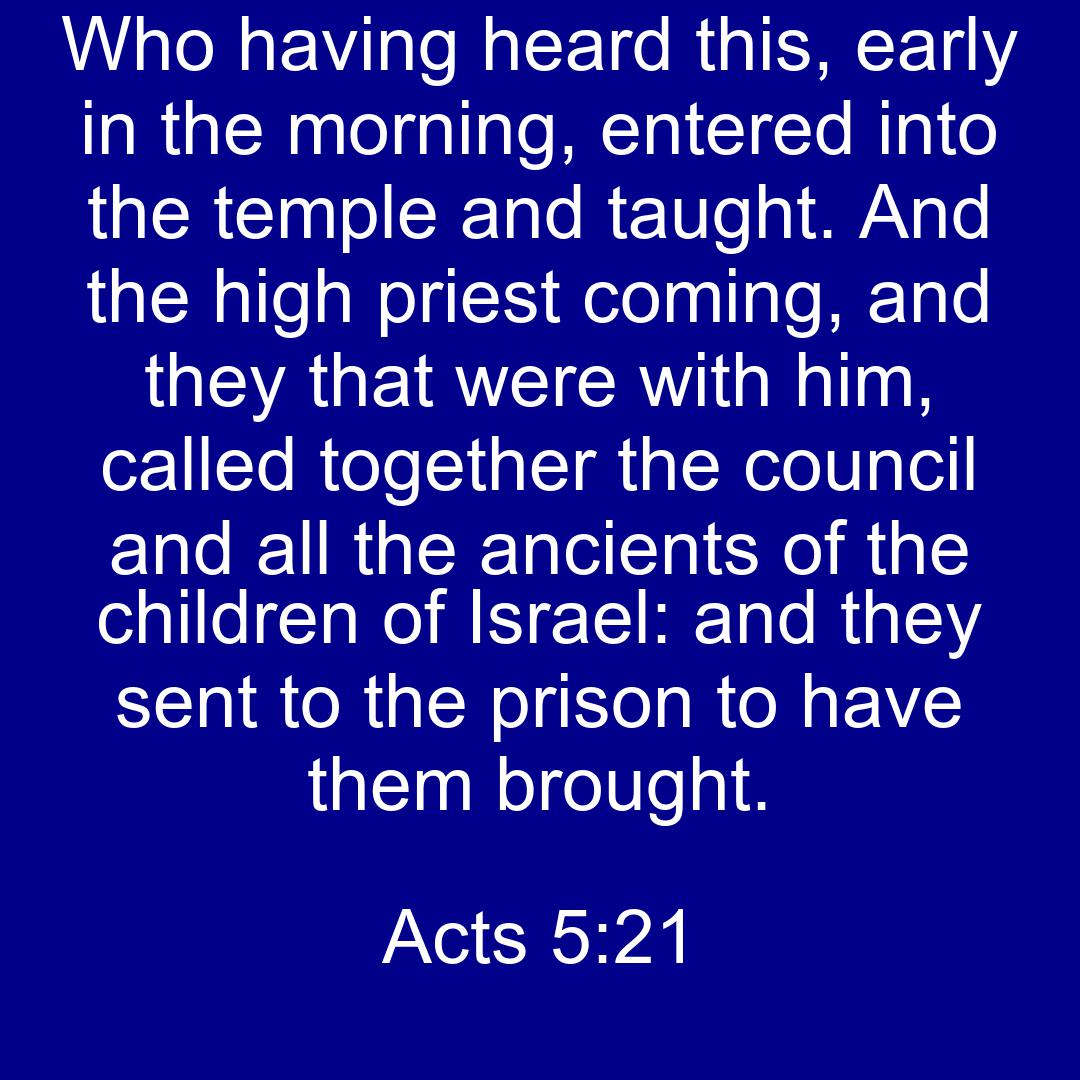 Who having heard this, early
in the morning, entered into
the temple and taught. And
the high priest coming, and
they that were with him,
called together the council
and all the ancients of the
children of Israel: and they
sent to the prison to have
them brought.
Acts 5:21